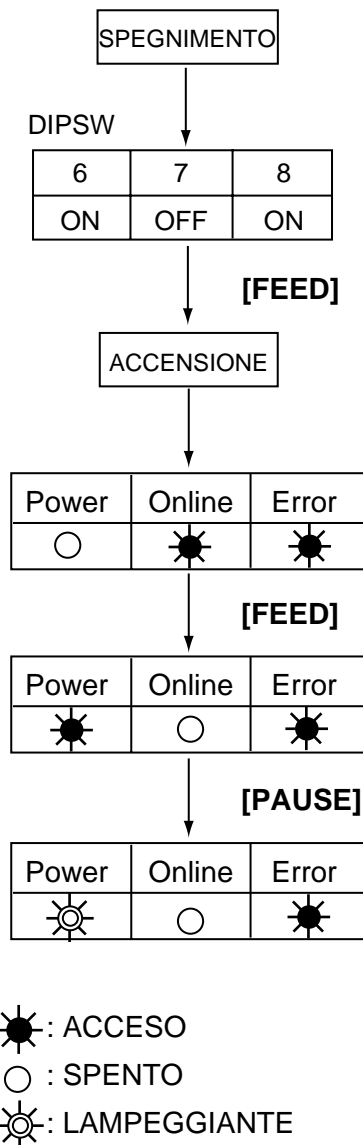 SPEGNIMENTO
DIPSW
6 7 8
ON OFF ON
[FEED]
ACCENSIONE
Power Online Error
[FEED]
Power Online Error
[PAUSE]
Power Online Error
: ACCESO
: SPENTO
: LAMPEGGIANTE